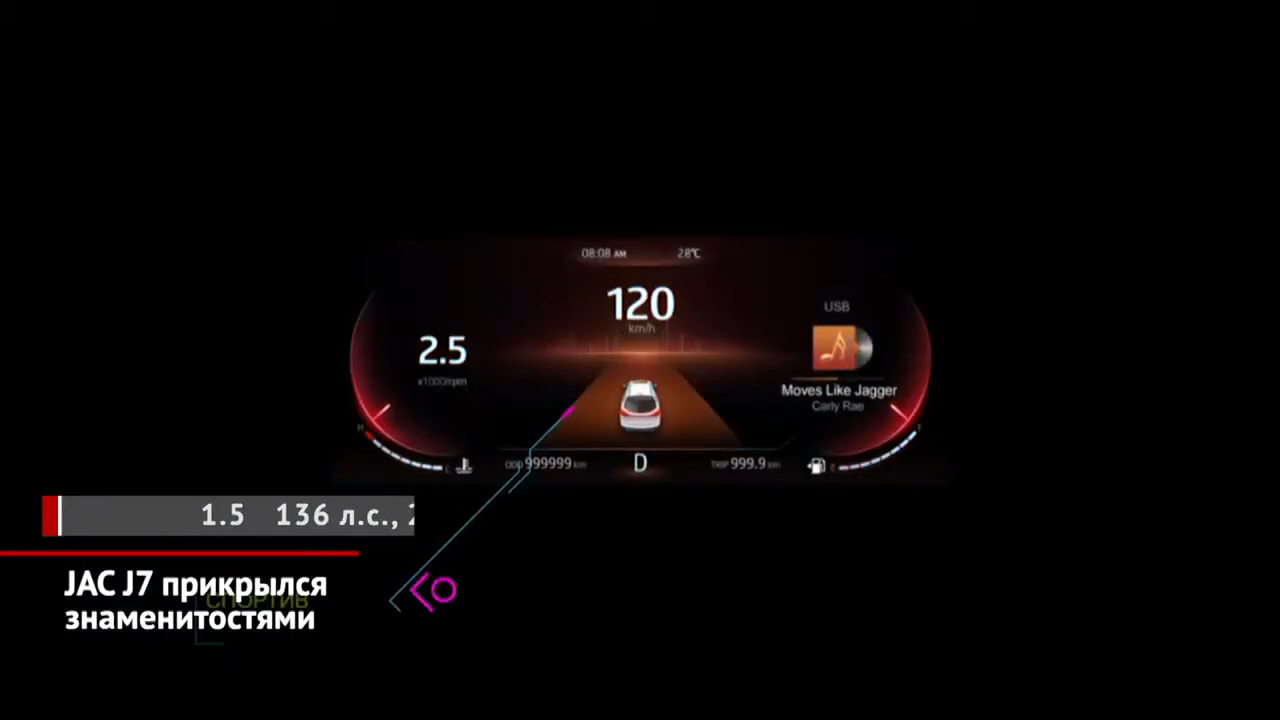 08:08 AM 28°C
120
km/h
2.5
x1000rpm
USB
Moves Like Jagger
Carly Rae
H
C
ODO 999999 km
D
TRIP 999.9 km
E
F
1.5 136 л.с.,
JAC J7 прикрылся
СПОРТИВ
знаменитостями